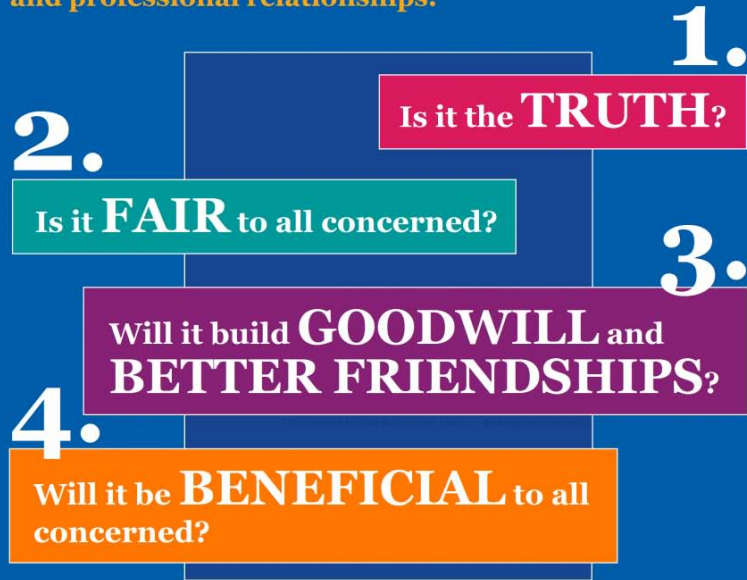 and professional relationships:
1.
Is it the TRUTH?
2.
Is it FAIR to all concerned?
3.
Will it build GOODWILL and
BETTER FRIENDSHIPS?
4.
Will it be BENEFICIAL to all
concerned?